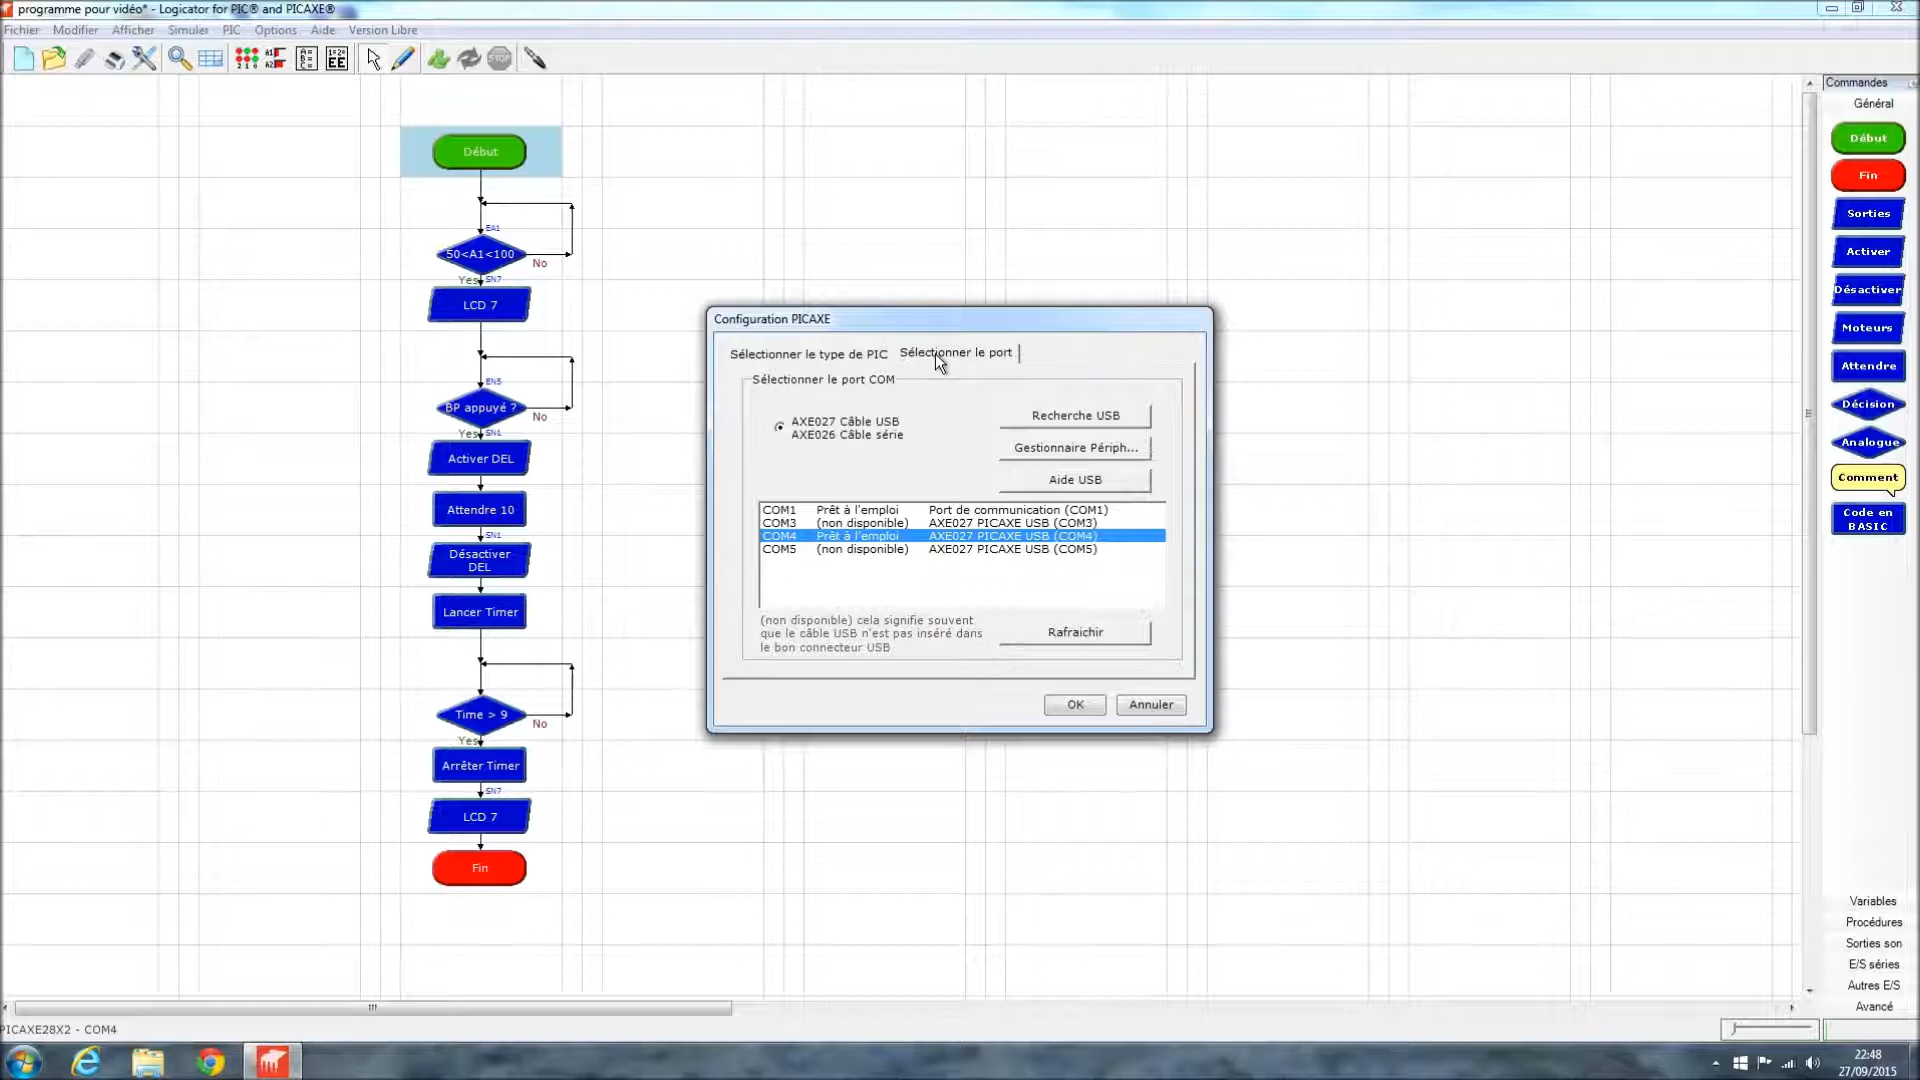 programme pour vidéo* - Logicator for PIC® and PICAXE®
Fichier Modifier Afficher Simuler PIC Options Aide Version Libre
Début
EA1
50<A1<100
No
Yes SN7
LCD 7
EN5
BP appuyé ?
No
Yes SN1
Activer DEL
Attendre 10
SN1
Désactiver
DEL
Lancer Timer
Time > 9
No
Yes
Arrêter Timer
SN7
LCD 7
Fin
Configuration PICAXE
Sélectionner le type de PIC Sélectionner le port
Sélectionner le port COM
AXE027 Câble USB
AXE026 Câble série
Recherche USB
Gestionnaire Périph...
Aide USB
COM1 Prêt à l'emploi Port de communication (COM1)
COM3 (non disponible) AXE027 PICAXE USB (COM3)
COM4 Prêt à l'emploi AXE027 PICAXE USB (COM4)
COM5 (non disponible) AXE027 PICAXE USB (COM5)
(non disponible) cela signifie souvent
que le câble USB n'est pas inséré dans
le bon connecteur USB
Rafraichir
OK Annuler
Commandes
Général
Début
Fin
Sorties
Activer
Désactiver
Moteurs
Attendre
Décision
Analogue
Comment
Code en
BASIC
Variables
Procédures
Sorties son
E/S séries
Autres E/S
Avancé
PICAXE28X2 - COM4
22:48
27/09/2015